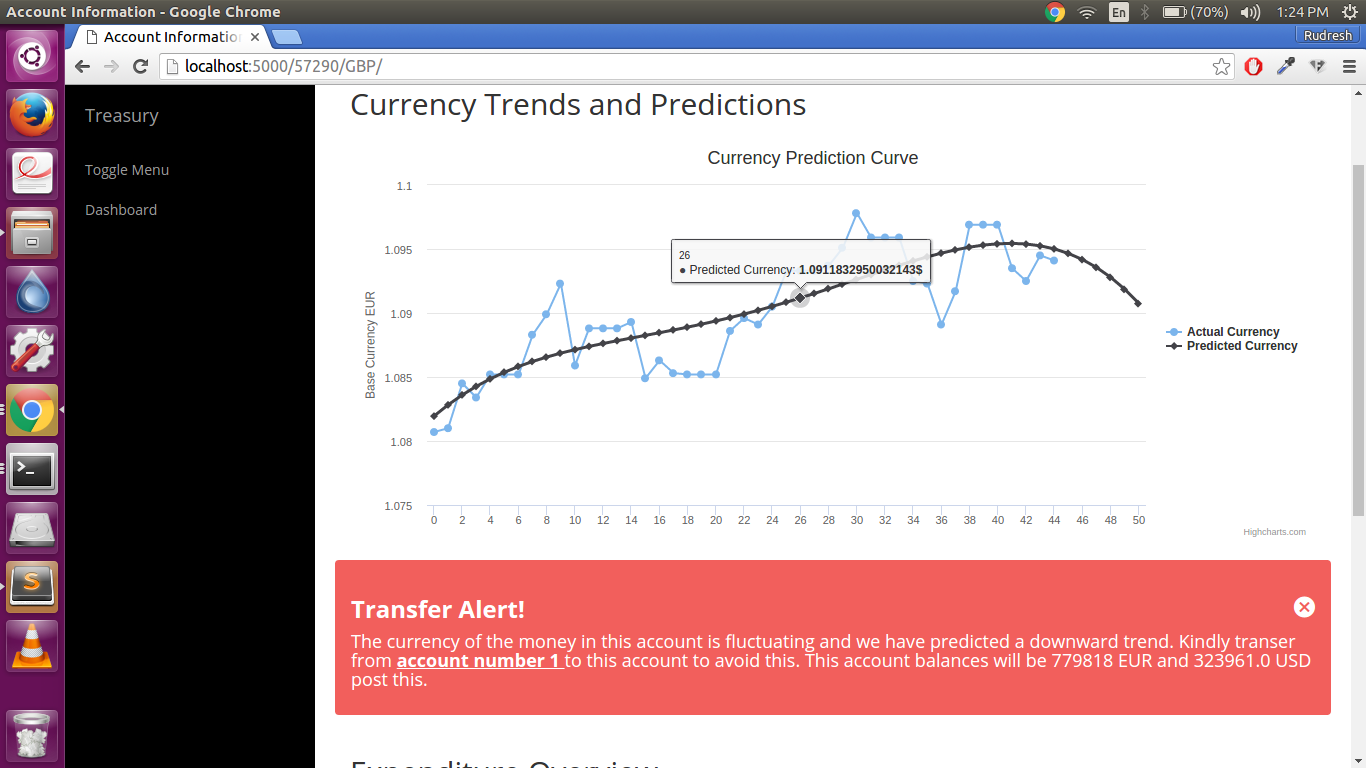 Account Information - Google Chrome
En
(70%)
1:24 PM
Account Informatio
Rudresh
localhost:5000/57290/GBP/
Treasury
Toggle Menu
Dashboard
Currency Trends and Predictions
Currency Prediction Curve
Base Currency EUR
1.1
1.095
1.09
1.085
1.08
1.075
26
● Predicted Currency: 1.0911832950032143$
0 2 4 6 8 10 12 14 16 18 20 22 24 26 28 30 32 34 36 38 40 42 44 46 48 50
Actual Currency
Predicted Currency
Highcharts.com
Transfer Alert!
The currency of the money in this account is fluctuating and we have predicted a downward trend. Kindly transer
from account number 1 to this account to avoid this. This account balances will be 779818 EUR and 323961.0 USD
post this.
Expenditure Overview